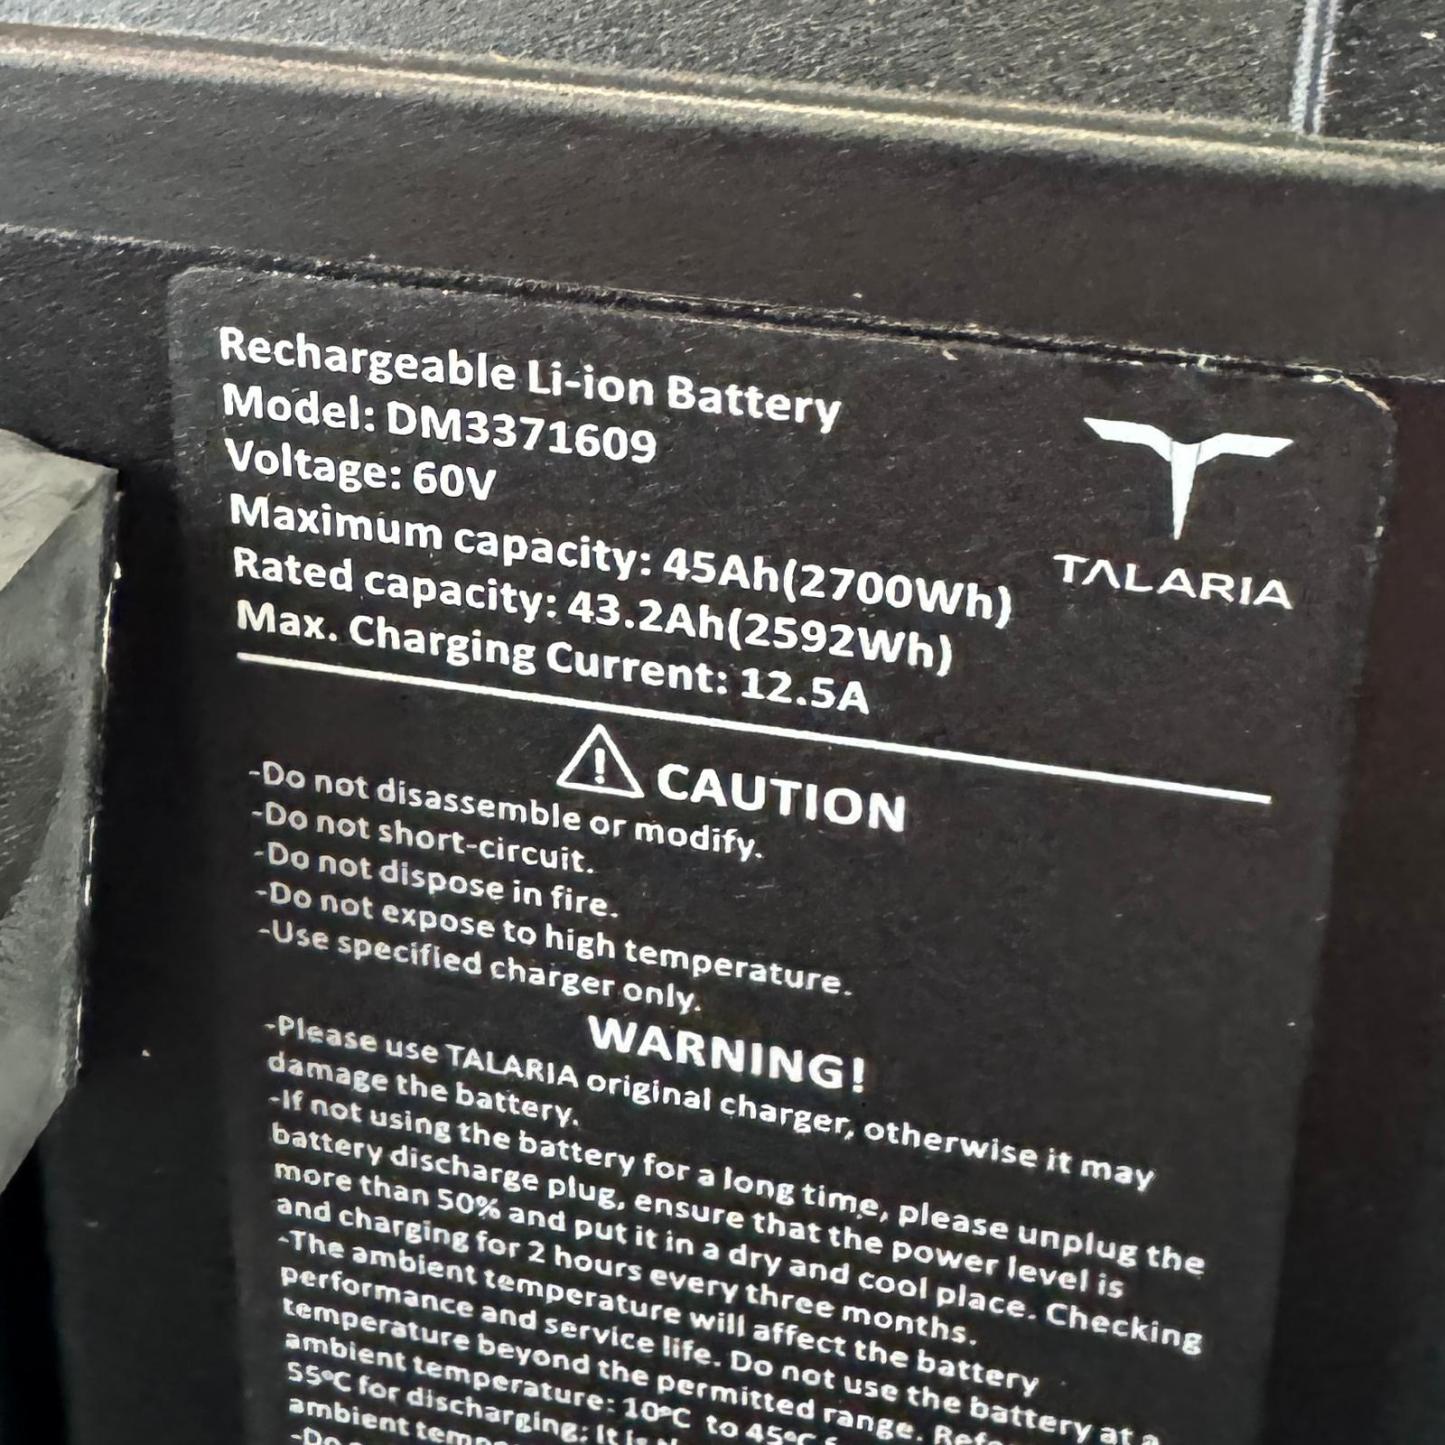 Rechargeable Li-ion Battery
Model: DM3371609
Voltage: 60V
Maximum capacity: 45Ah(2700Wh)
Rated capacity: 43.2Ah(2592Wh)
Max. Charging Current: 12.5A
TALARIA
CAUTION
-Do not disassemble or modify.
-Do not short-circuit.
-Do not dispose in fire.
-Do not expose to high temperature.
-Use specified charger only.
WARNING!
-Please use TALARIA original charger, otherwise it may
damage the battery.
-If not using the battery for a long time, please unplug the
battery discharge plug, ensure that the power level is
more than 50% and put it in a dry and cool place. Checking
and charging for 2 hours every three months.
-The ambient temperature will affect the battery
performance and service life. Do not use the battery at a
temperature beyond the permitted range.
ambient temperature: 10°C to 45°C
55°C for discharging; It is
ambient